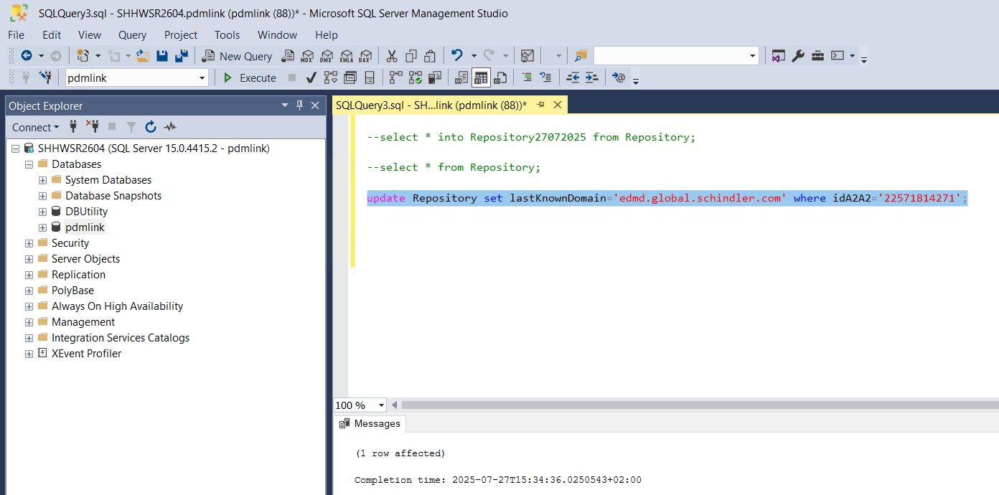 SQLQuery3.sql - SHHWSR2604.pdmlink (pdmlink (88))* - Microsoft SQL Server Management Studio
File Edit View Query Project Tools Window Help
New Query MDX DMX XMLA DAX
pdmlink Execute
Object Explorer
Connect
SHHWSR2604 (SQL Server 15.0.4415.2 - pdmlink)
Databases
System Databases
Database Snapshots
DBUtility
pdmlink
Security
Server Objects
Replication
PolyBase
Always On High Availability
Management
Integration Services Catalogs
XEvent Profiler
SQLQuery3.sql - SH...link (pdmlink (88))*
--select * into Repository27072025 from Repository;
--select * from Repository;
update Repository set lastKnownDomain='edmd.global.schindler.com' where idA2A2='22571814271';
100 %
Messages
(1 row affected)
Completion time: 2025-07-27T15:34:36.0250543+02:00